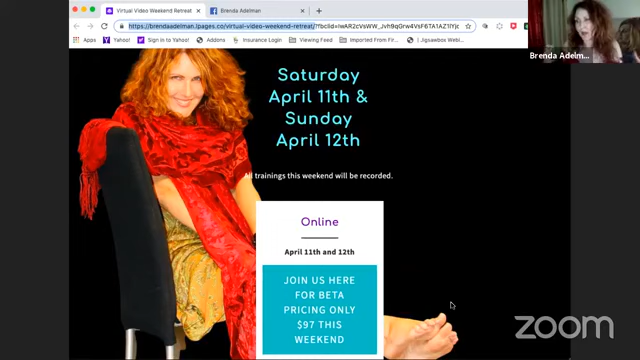 Virtual Video Weekend Retreat
Brenda Adelman
https://brendaadelman.lpages.co/virtual-video-weekend-retreat/
Apps
Yahoo!
Sign in to Yahoo!
Addoin
Insurance Login
Viewing Feed
Imported From Fir...
Jigsawbox Webi...
Brenda Adelm...
Saturday
April 11th &
Sunday
April 12th
All trainings this weekend will be recorded.
Online
April 11th and 12th
JOIN US HERE
FOR BETA
PRICING ONLY
$97 THIS
WEEKEND
zoom